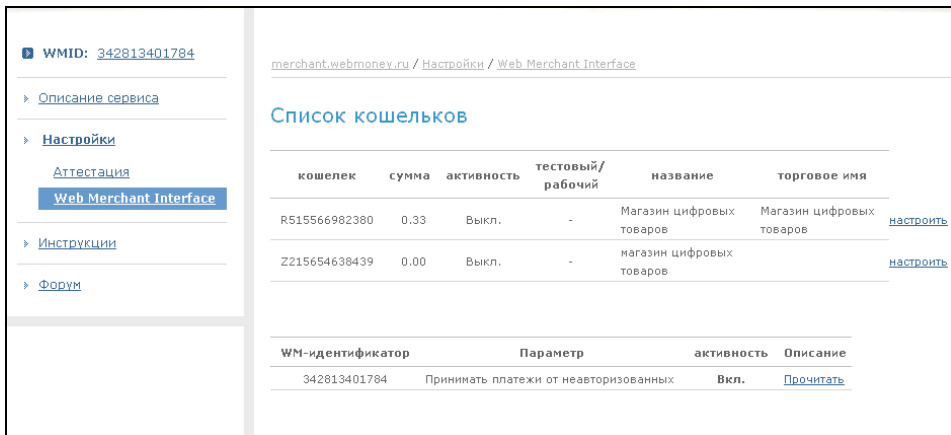 WMID: 342813401784
Описание сервиса
Настройки
Аттестация
Web Merchant Interface
Инструкции
Форум
merchant.webmoney.ru / Настройки / Web Merchant Interface
Список кошельков
кошелек сумма активность тестовый/ рабочий название торговое имя
R515566982380 0.33 Выкл. - Магазин цифровых товаров Магазин цифровых товаров настроить
Z215654638439 0.00 Выкл. - магазин цифровых товаров настроить
WM-идентификатор Параметр активность Описание
342813401784 Принимать платежи от неавторизованных Вкл. Прочитать